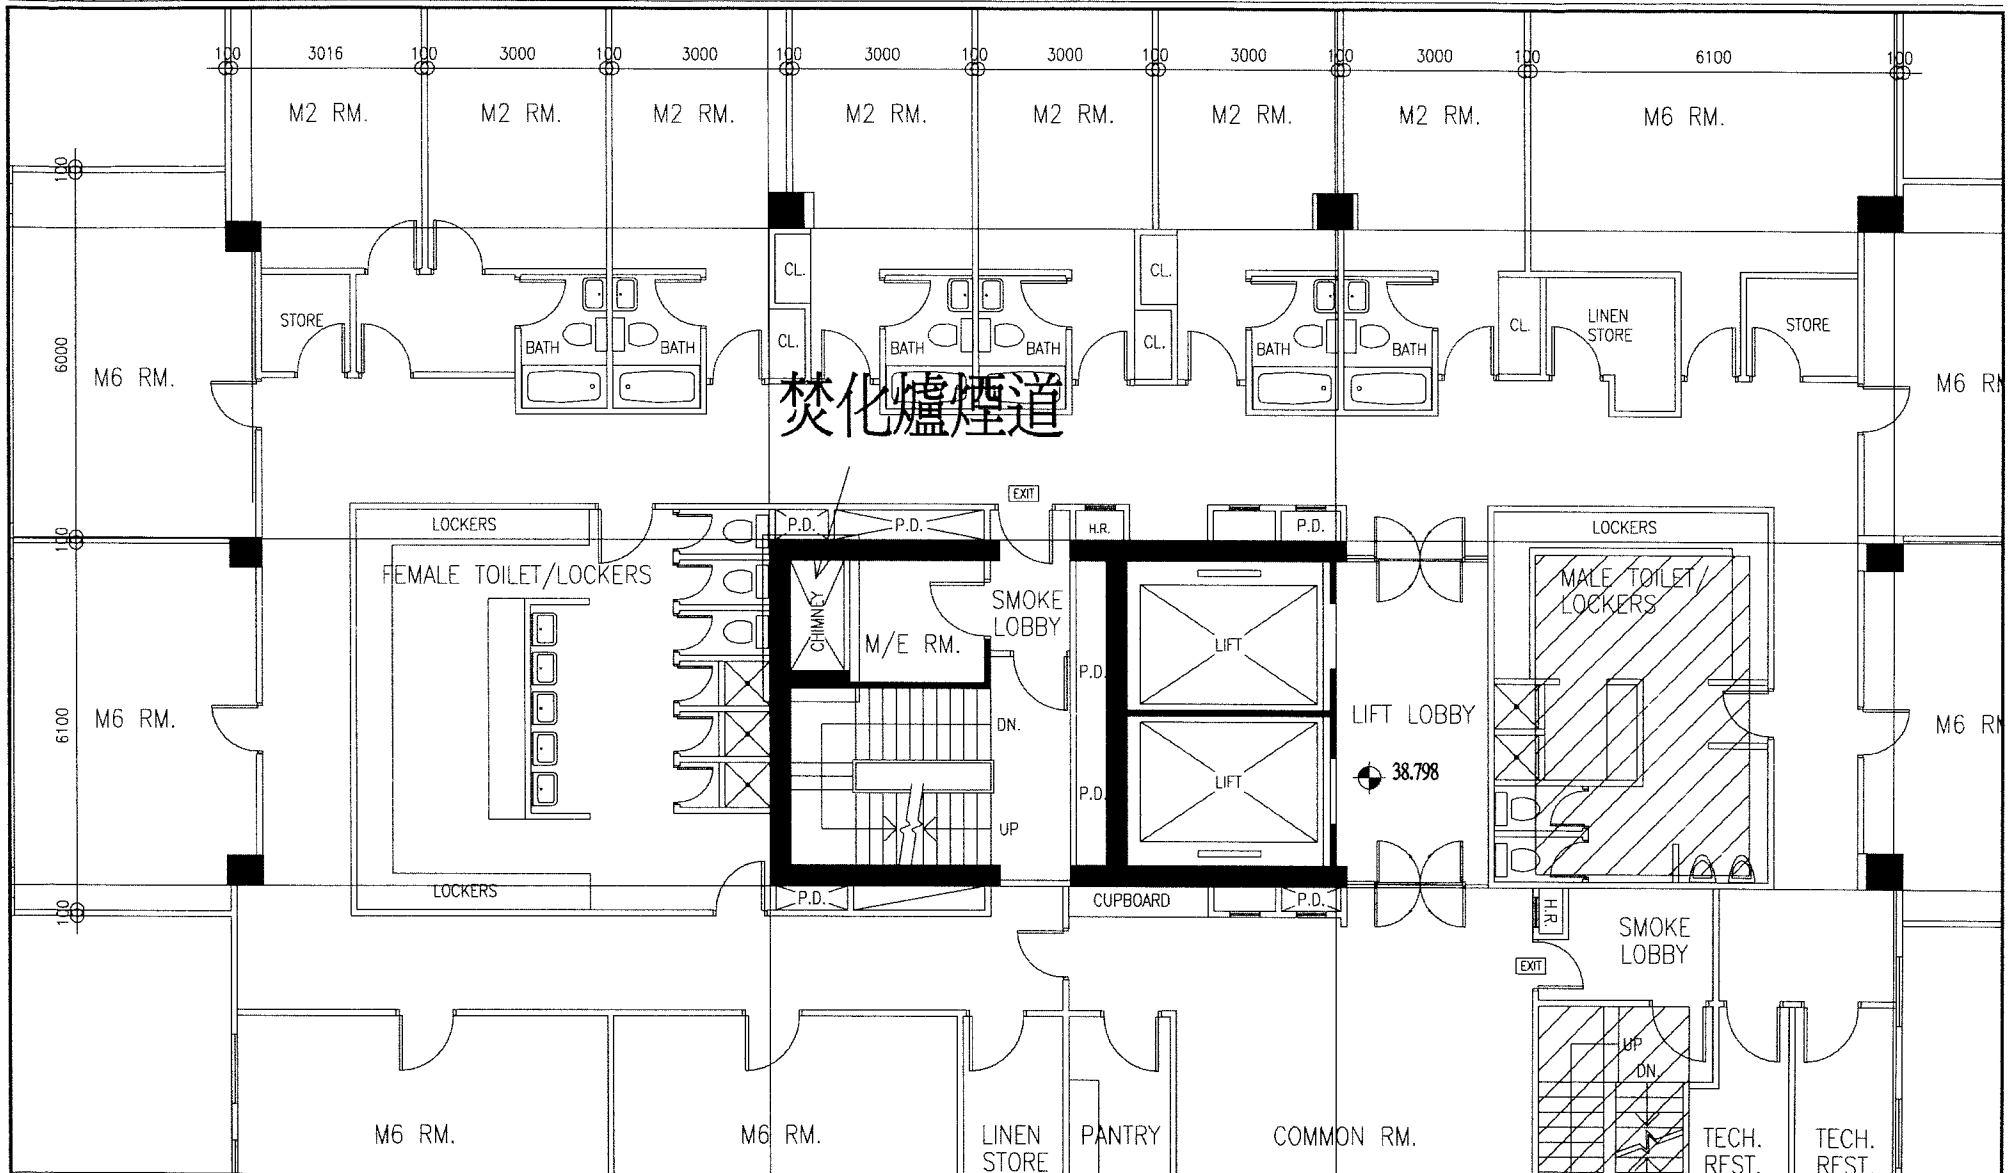 100 3016 100 3000 100 3000 100 3000 100 3000 100 3000 100 3000 100 6100 100
M2 RM. M2 RM. M2 RM. M2 RM. M2 RM. M2 RM. M2 RM. M6 RM.
100
CL. CL.
STORE
CL.
LINEN
STORE
STORE
BATH BATH
CL.
BATH BATH
CL.
BATH BATH
6000
M6 RM.
M6
焚化爐煙道
EXIT
LOCKERS
P.D. P.D.
H.R.
P.D.
LOCKERS
100
FEMALE TOILET/LOCKERS
MALE TOILET/
LOCKERS
CHIMNEY
SMOKE
LOBBY
M/E RM.
LIFT
P.D.
6100
M6 RM.
DN.
LIFT LOBBY
M6
38.798
LIFT
P.D.
UP
LOCKERS
P.D.
CUPBOARD
P.D.
100
H.R.
SMOKE
LOBBY
EXIT
UP
DN.
M6 RM. M6 RM.
LINEN
STORE
PANTRY
COMMON RM.
TECH.
REST.
TECH.
REST.